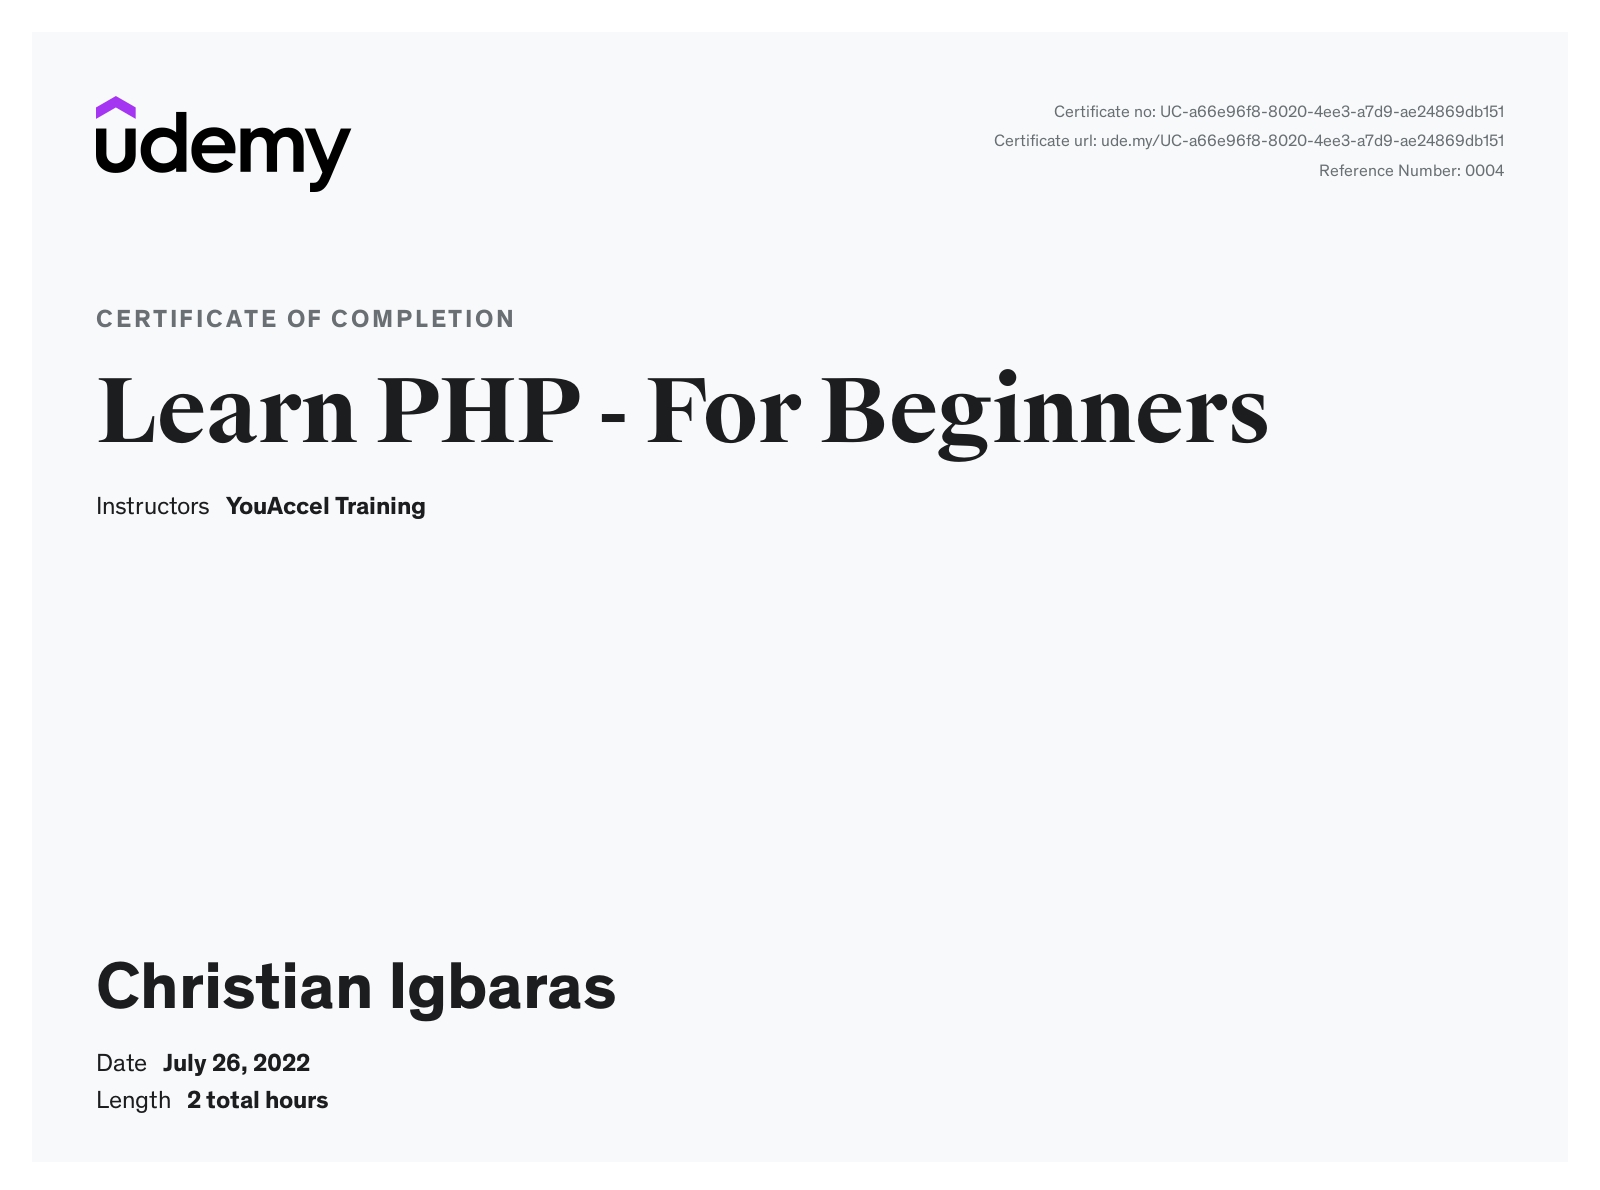 udemy
Certificate no: UC-a66e96f8-8020-4ee3-a7d9-ae24869db151
Certificate url: ude.my/UC-a66e96f8-8020-4ee3-a7d9-ae24869db151
Reference Number: 0004
CERTIFICATE OF COMPLETION
Learn PHP - For Beginners
Instructors YouAccel Training
Christian Igbaras
Date July 26, 2022
Length 2 total hours